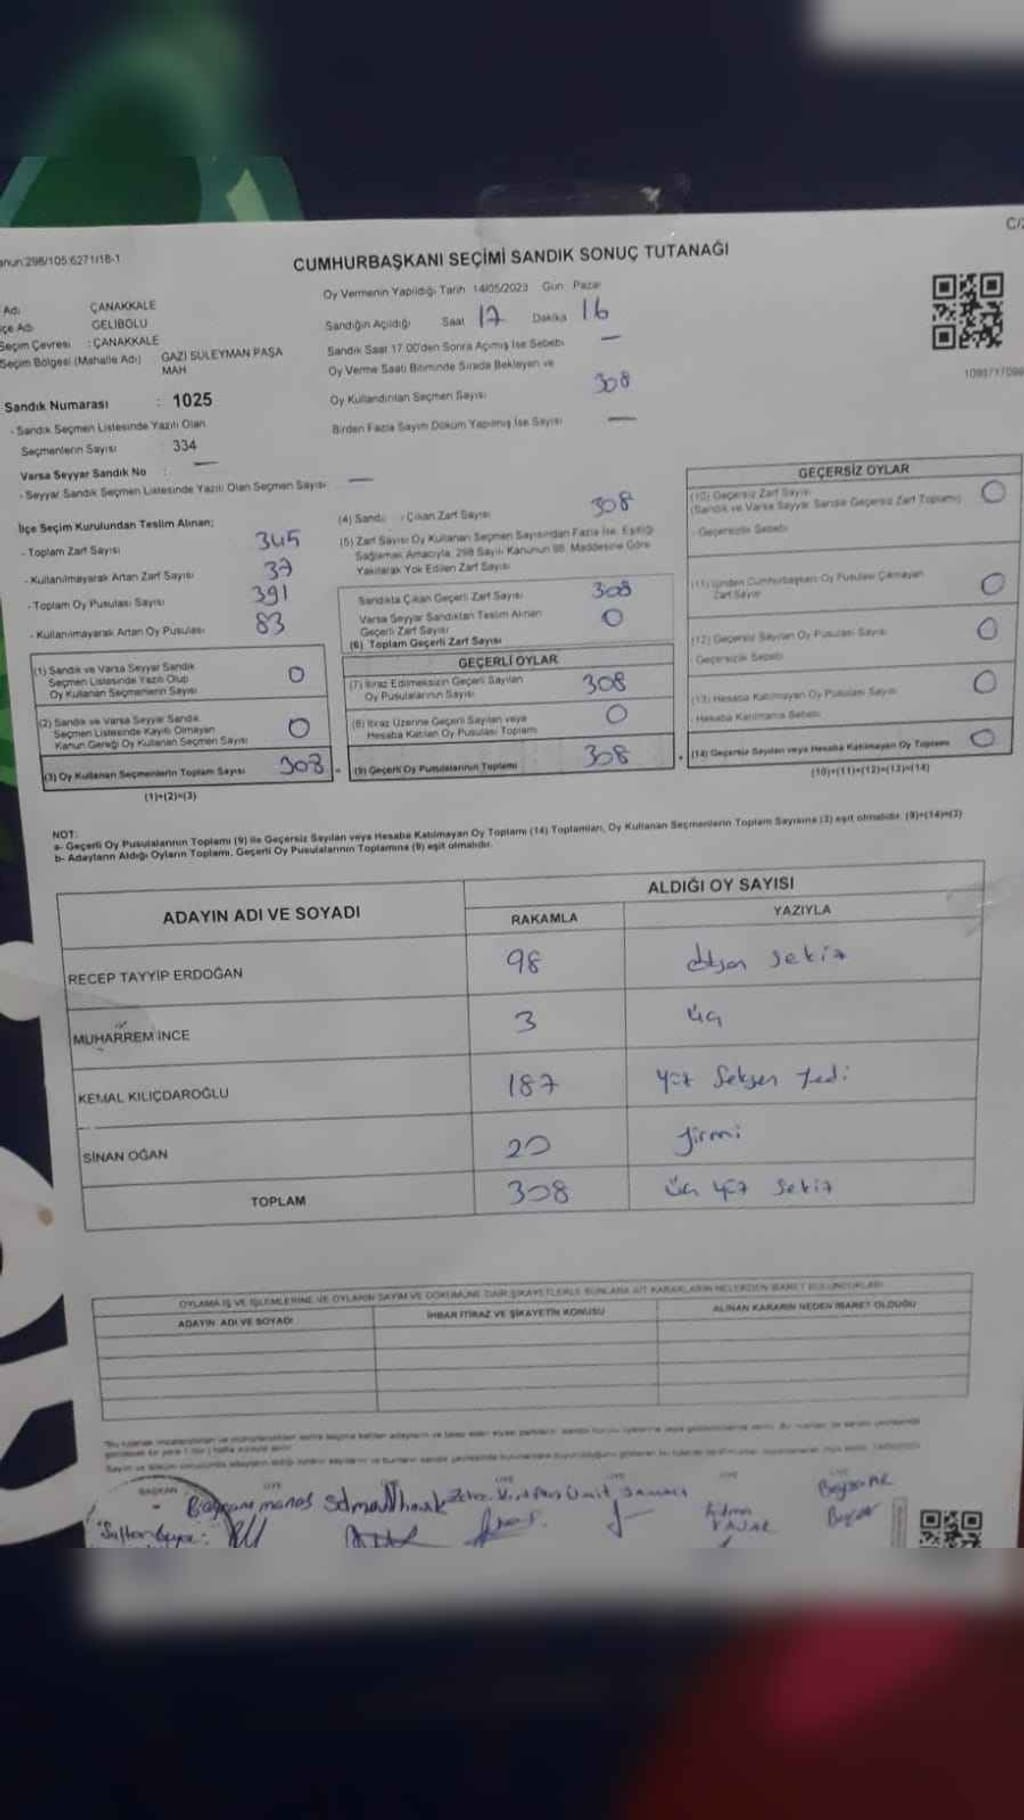 anun:298/105:6271/18-1
C/2
CUMHURBAŞKANI SEÇİMİ SANDIK SONUÇ TUTANAĞI
Adı ÇANAKKALE
çe Adı GELİBOLU
Seçim Çevresi : ÇANAKKALE
Seçim Bölgesi (Mahalle Adı) GAZİ SÜLEYMAN PAŞA MAH
Sandık Numarası : 1025
- Sandık Seçmen Listesinde Yazılı Olan
Seçmenlerin Sayısı : 334
Varsa Seyyar Sandık No : —
- Seyyar Sandık Seçmen Listesinde Yazılı Olan Seçmen Sayısı —
Oy Vermenin Yapıldığı Tarih 14/05/2023 Gün: Pazar
Sandığın Açıldığı Saat 17 Dakika 16
Sandık Saat 17.00'den Sonra Açımış İse Sebebi —
Oy Verme Saati Bitiminde Sırada Bekleyen ve
Oy Kullandırılan Seçmen Sayısı 308
Birden Fazla Sayım Döküm Yapılmış İse Sayısı —
İlçe Seçim Kurulundan Teslim Alınan;
- Toplam Zarf Sayısı 345
- Kullanılmayarak Artan Zarf Sayısı 37
- Toplam Oy Pusulası Sayısı 391
- Kullanılmayarak Artan Oy Pusulası 83
(1) Sandık ve Varsa Seyyar Sandık
Seçmen Listesinde Yazılı Olup
Oy Kullanan Seçmenlerin Sayısı 0
(2) Sandık ve Varsa Seyyar Sandık
Seçmen Listesinde Kayıtlı Olmayan
Kanun Gereği Oy Kullanan Seçmen Sayısı 0
(3) Oy Kullanan Seçmenlerin Toplam Sayısı 308
(1)+(2)=(3)
(4) Sandı Çıkan Zarf Sayısı 308
(5) Zarf Sayısı Oy Kullanan Seçmen Sayısından Fazla İse, Eşitliği
Sağlamak Amacıyla, 298 Sayılı Kanunun 98. Maddesine Göre
Yakılarak Yok Edilen Zarf Sayısı
Sandıkta Çıkan Geçerli Zarf Sayısı 308
Varsa Seyyar Sandıktan Teslim Alınan
Geçerli Zarf Sayısı 0
(6) Toplam Geçerli Zarf Sayısı
GEÇERLİ OYLAR
(7) İtiraz Edilmeksizin Geçerli Sayılan
Oy Pusulalarının Sayısı 308
(8) İtiraz Üzerine Geçerli Sayılan veya
Hesaba Katılan Oy Pusulası Toplamı 0
(9) Geçerli Oy Pusulalarının Toplamı 308
GEÇERSİZ OYLAR
(10) Geçersiz Zarf Sayısı
(Sandık ve Varsa Seyyar Sandık Geçersiz Zarf Toplamı) 0
- Geçersizlik Sebebi
(11) İçinden Cumhurbaşkanı Oy Pusulası Çıkmayan
Zarf Sayısı 0
(12) Geçersiz Sayılan Oy Pusulası Sayısı 0
- Geçersizlik Sebebi
(13) Hesaba Katılmayan Oy Pusulası Sayısı 0
- Hesaba Katılmama Sebebi
(14) Geçersiz Sayılan veya Hesaba Katılmayan Oy Toplamı 0
(10)+(11)+(12)+(13)=(14)
NOT:
a- Geçerli Oy Pusulalarının Toplamı (9) ile Geçersiz Sayılan veya Hesaba Katılmayan Oy Toplamı (14) Toplamları, Oy Kullanan Seçmenlerin Toplam Sayısına (3) eşit olmalıdır. (9)+(14)=(3)
b- Adayların Aldığı Oyların Toplamı, Geçerli Oy Pusulalarının Toplamına (9) eşit olmalıdır.
ADAYIN ADI VE SOYADI ALDIĞI OY SAYISI
RAKAMLA YAZIYLA
RECEP TAYYİP ERDOĞAN 98 doksan sekiz
MUHARREM İNCE 3 üç
KEMAL KILIÇDAROĞLU 187 yüz seksen yedi
SİNAN OĞAN 20 yirmi
TOPLAM 308 üç yüz sekiz
OYLAMA İŞ VE İŞLEMLERİNE VE OYLARIN SAYIM VE DÖKÜMÜNE DAİR ŞİKAYETLERLE BUNLARA AİT KARARLARIN NELERDEN İBARET BULUNDUKLARI
ADAYIN ADI VE SOYADI İHBAR İTİRAZ VE ŞİKAYETİN KONUSU ALINAN KARARIN NEDEN İBARET OLDUĞU
BAŞKAN ÜYE ÜYE ÜYE ÜYE ÜYE